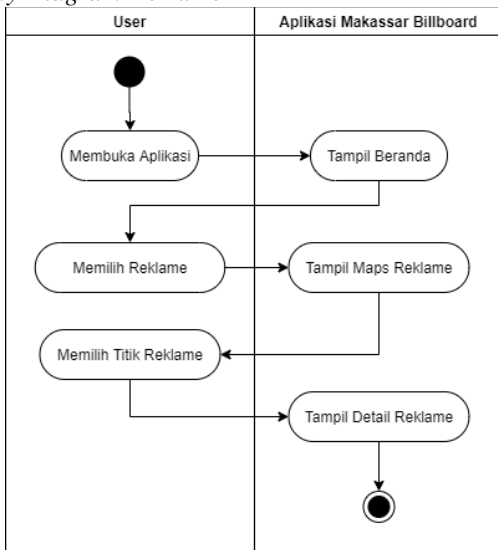 User
Aplikasi Makassar Billboard
Membuka Aplikasi
Tampil Beranda
Memilih Reklame
Tampil Maps Reklame
Memilih Titik Reklame
Tampil Detail Reklame